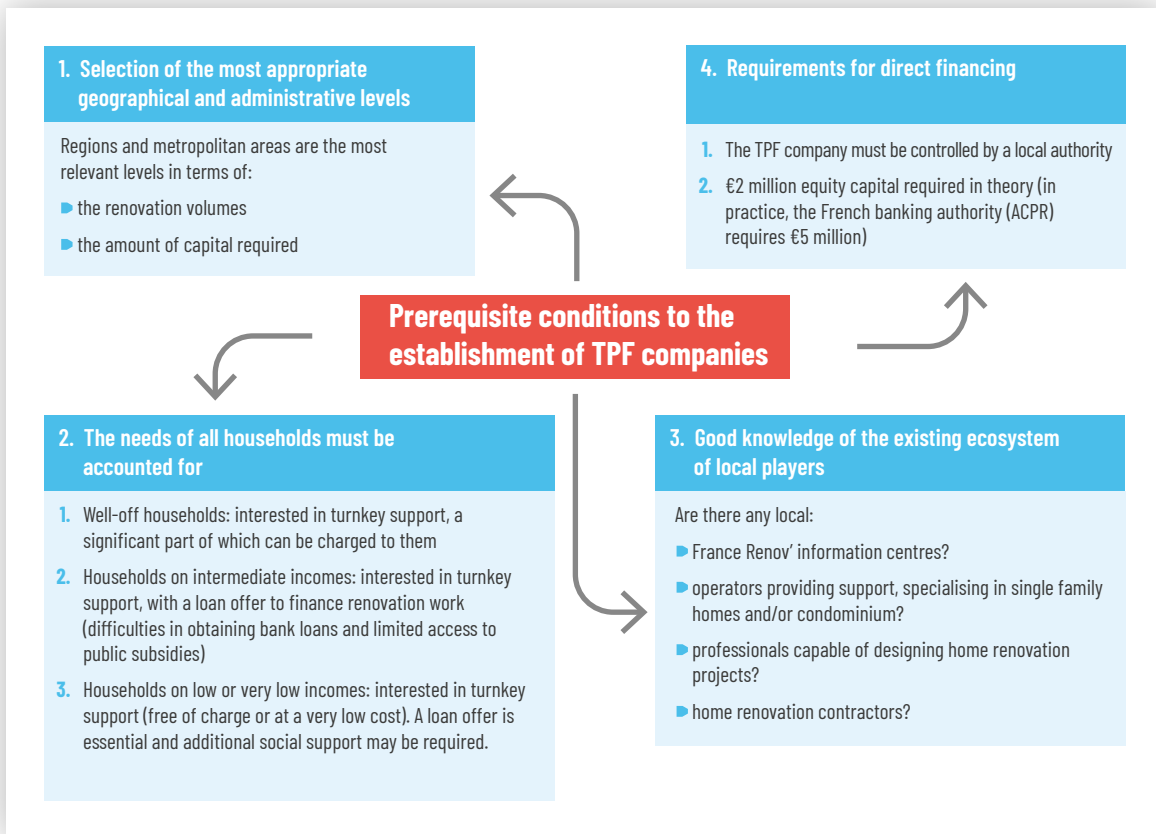 1. Selection of the most appropriate
geographical and administrative levels
Regions and metropolitan areas are the most
relevant levels in terms of:
the renovation volumes
the amount of capital required
4. Requirements for direct financing
1. The TPF company must be controlled by a local authority
2. €2 million equity capital required in theory (in
practice, the French banking authority (ACPR)
requires €5 million)
Prerequisite conditions to the
establishment of TPF companies
2. The needs of all households must be
accounted for
1. Well-off households: interested in turnkey support, a
significant part of which can be charged to them
2. Households on intermediate incomes: interested in turnkey
support, with a loan offer to finance renovation work
(difficulties in obtaining bank loans and limited access to
public subsidies)
3. Households on low or very low incomes: interested in turnkey
support (free of charge or at a very low cost). A loan offer is
essential and additional social support may be required.
3. Good knowledge of the existing ecosystem
of local players
Are there any local:
France Renov' information centres?
operators providing support, specialising in single family
homes and/or condominium?
professionals capable of designing home renovation
projects?
home renovation contractors?